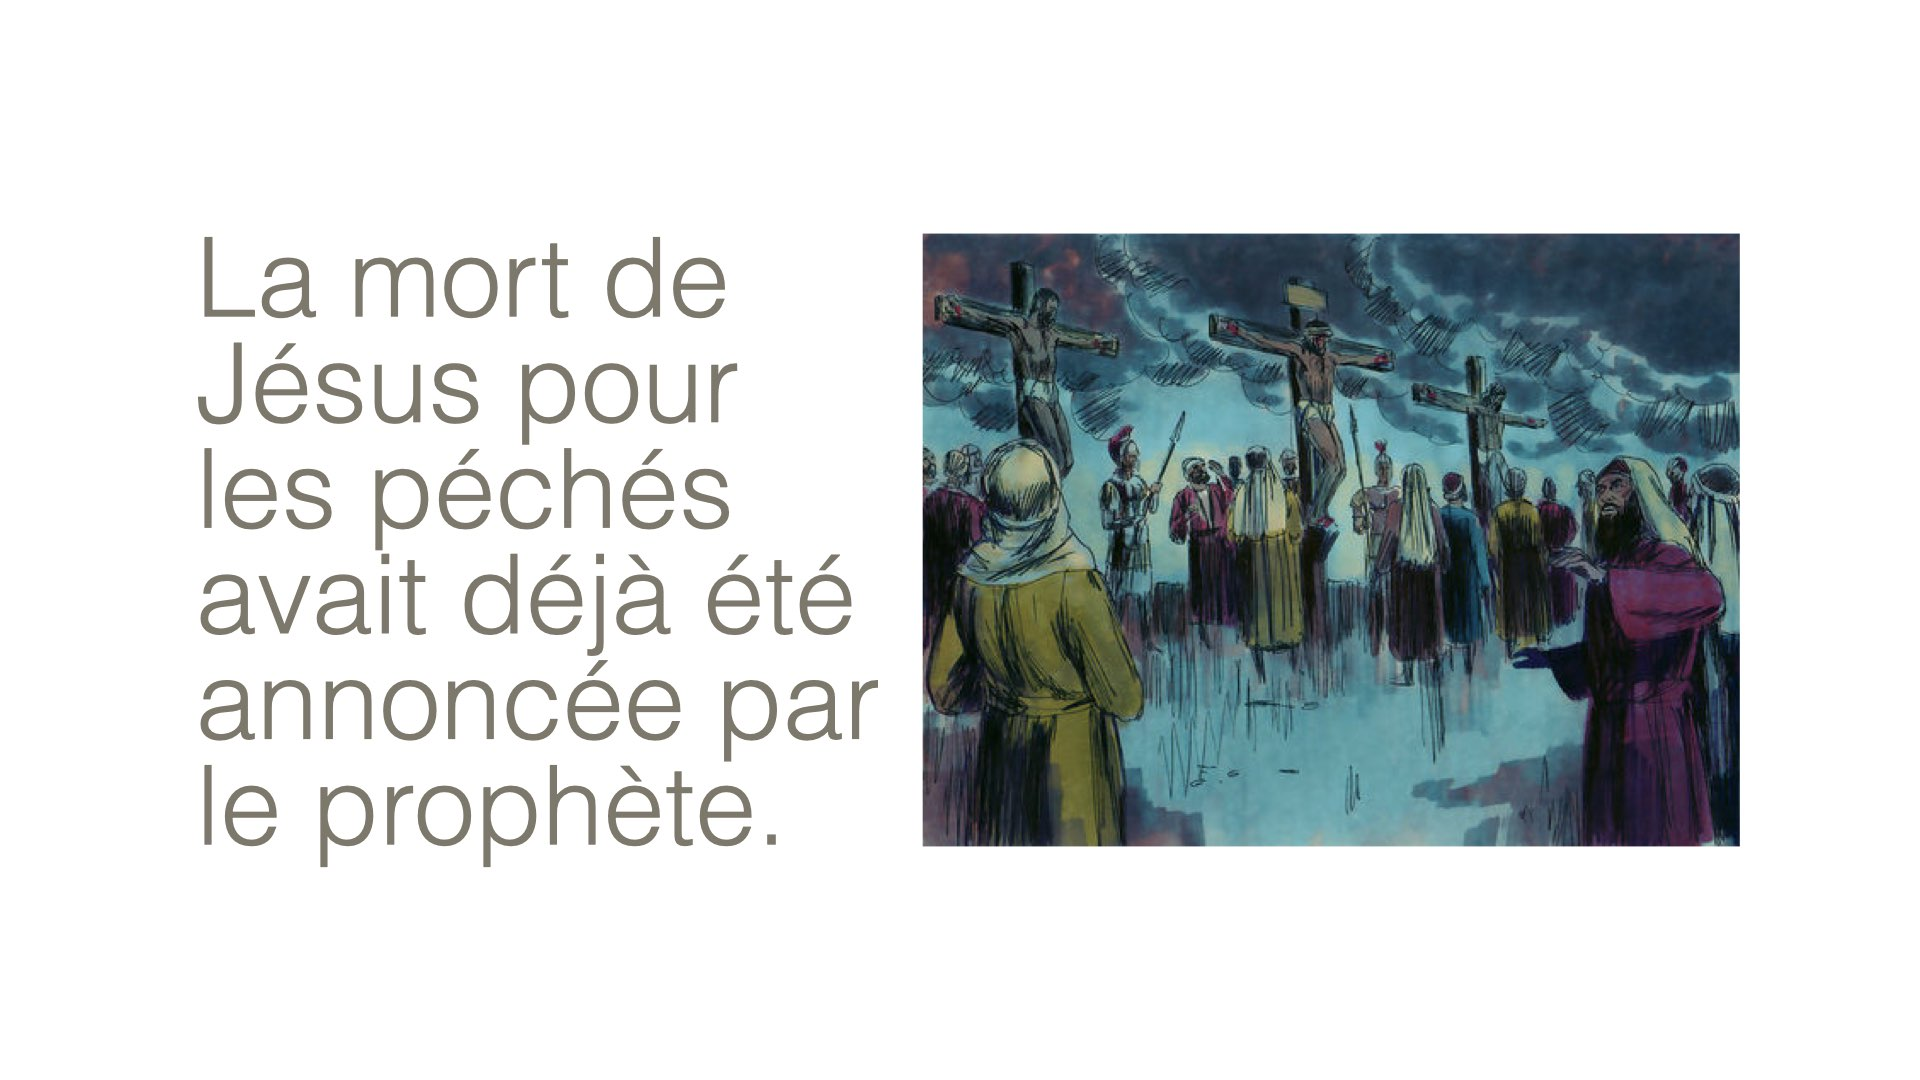 La mort de
Jésus pour
les péchés
avait déjà été
annoncée par
le prophète.